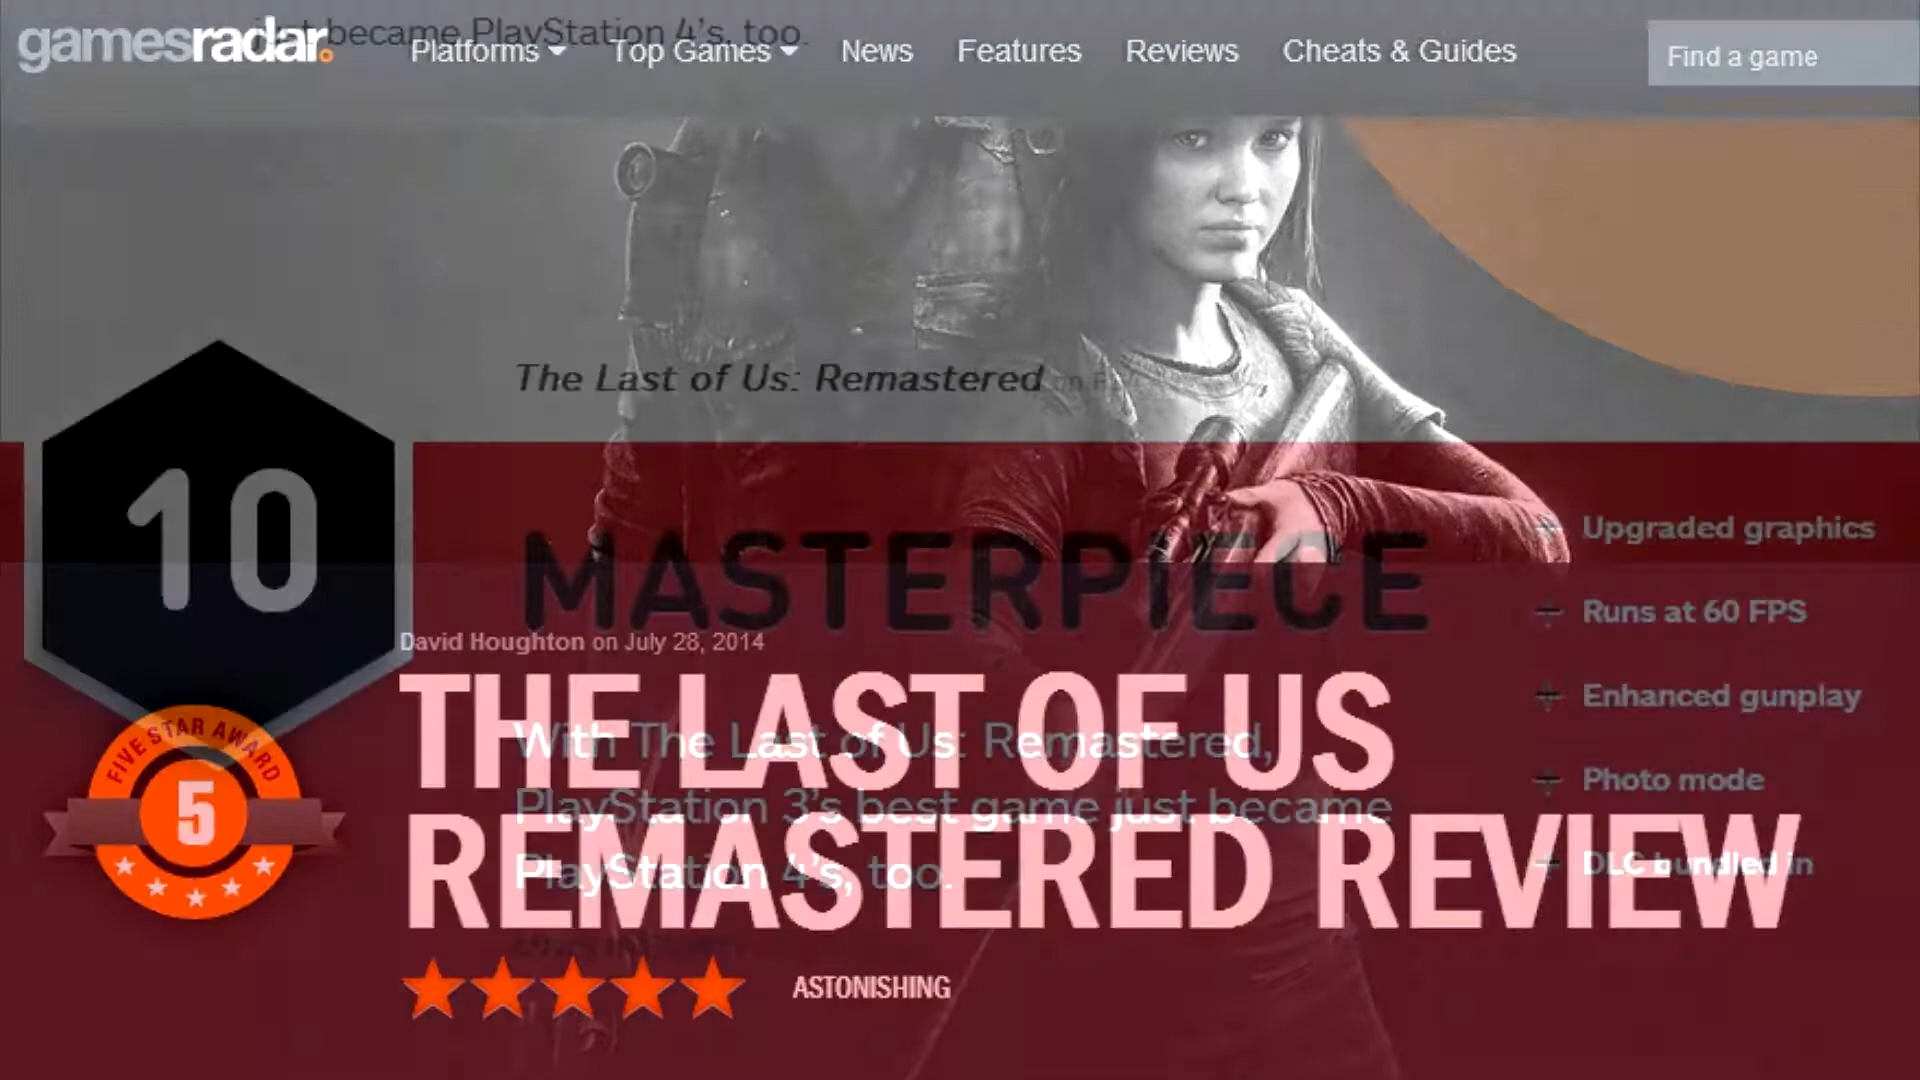 just became PlayStation 4's, too.
gamesradar.
Platforms Top Games News Features Reviews Cheats & Guides
Find a game
The Last of Us: Remastered on
10
MASTERPIECE
Upgraded graphics
Runs at 60 FPS
Enhanced gunplay
Photo mode
DLC bundled in
David Houghton on July 28, 2014
THE LAST OF US
REMASTERED REVIEW
With The Last of Us: Remastered,
PlayStation 3's best game just became
PlayStation 4's, too.
FIVE STAR AWARD
5
ASTONISHING